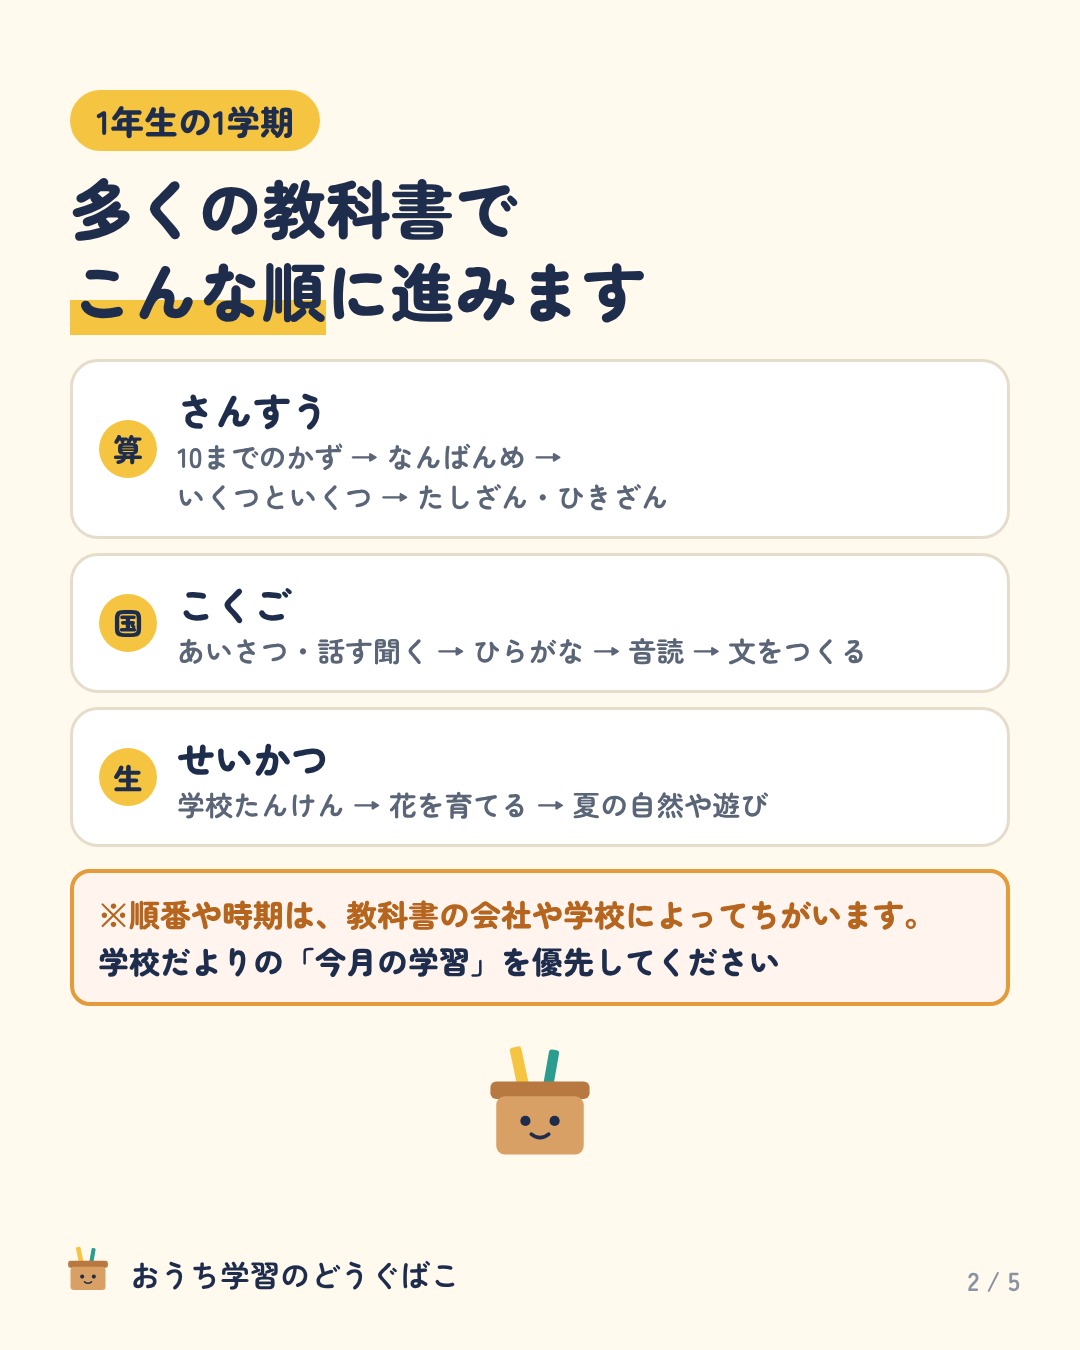 1年生の1学期
多くの教科書で
こんな順に進みます
算
さんすう
10までのかず → なんばんめ →
いくつといくつ → たしざん・ひきざん
国
こくご
あいさつ・話す聞く → ひらがな → 音読 → 文をつくる
生
せいかつ
学校たんけん → 花を育てる → 夏の自然や遊び
※順番や時期は、教科書の会社や学校によってちがいます。
学校だよりの「今月の学習」を優先してください
おうち学習のどうぐばこ
2 / 5